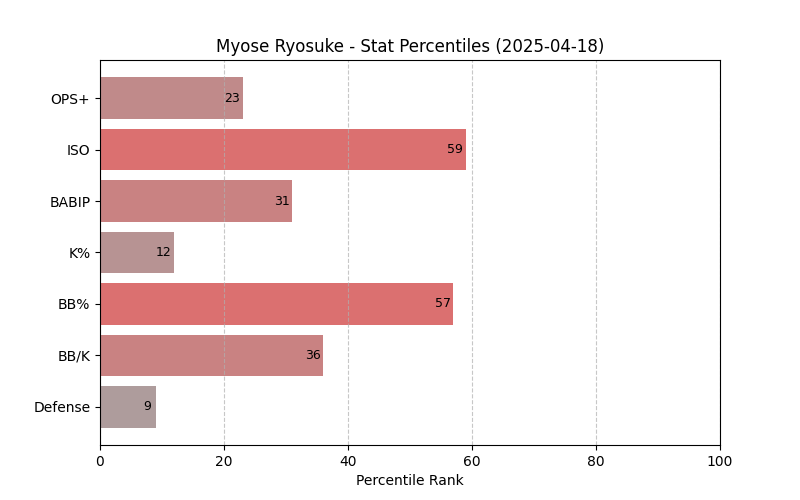 Myose Ryosuke - Stat Percentiles (2025-04-18)
OPS+ 23
ISO 59
BABIP 31
K% 12
BB% 57
BB/K 36
Defense 9
0 20 40 60 80 100
Percentile Rank